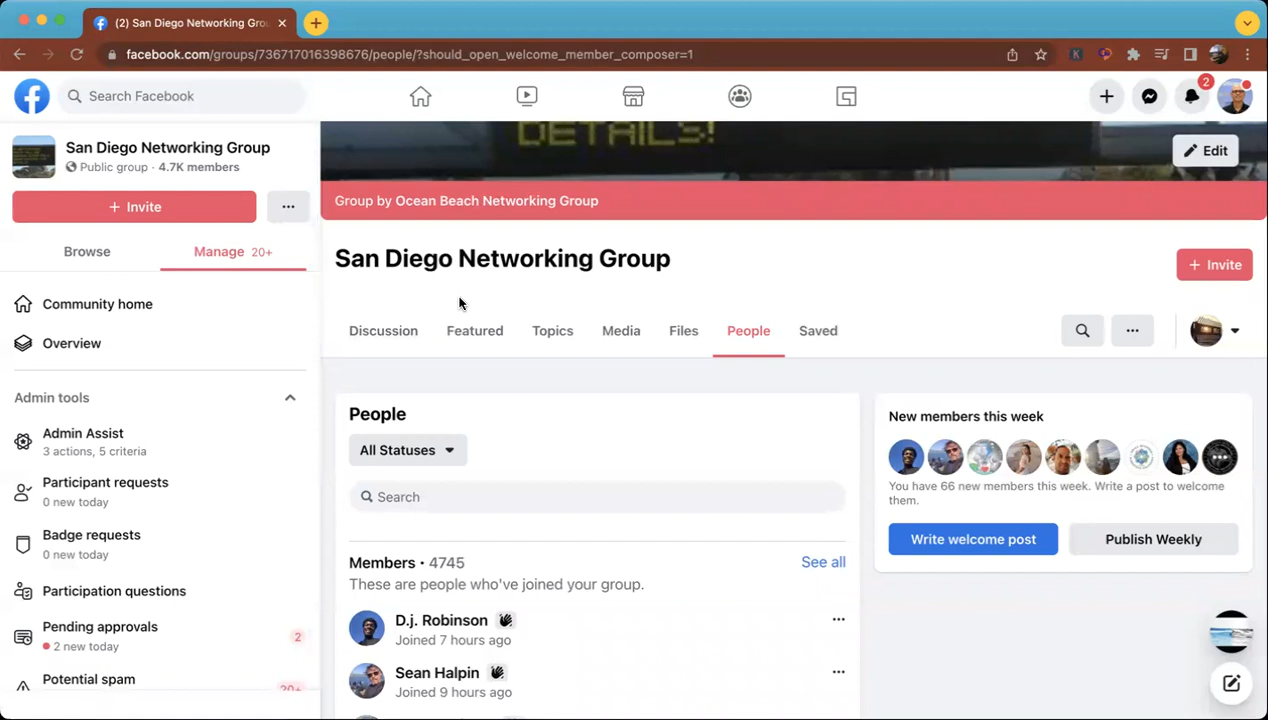 (2) San Diego Networking Gro
facebook.com/groups/736717016398676/people/?should_open_welcome_member_composer=1
Search Facebook
2
San Diego Networking Group
Public group · 4.7K members
+ Invite
Browse
Manage 20+
Community home
Overview
Admin tools
Admin Assist
3 actions, 5 criteria
Participant requests
0 new today
Badge requests
0 new today
Participation questions
Pending approvals
2 new today
2
Potential spam
20+
DETAILS!
Edit
Group by Ocean Beach Networking Group
San Diego Networking Group
+ Invite
Discussion
Featured
Topics
Media
Files
People
Saved
People
All Statuses
Search
Members · 4745
See all
These are people who've joined your group.
D.j. Robinson
Joined 7 hours ago
Sean Halpin
Joined 9 hours ago
New members this week
You have 66 new members this week. Write a post to welcome
them.
Write welcome post
Publish Weekly